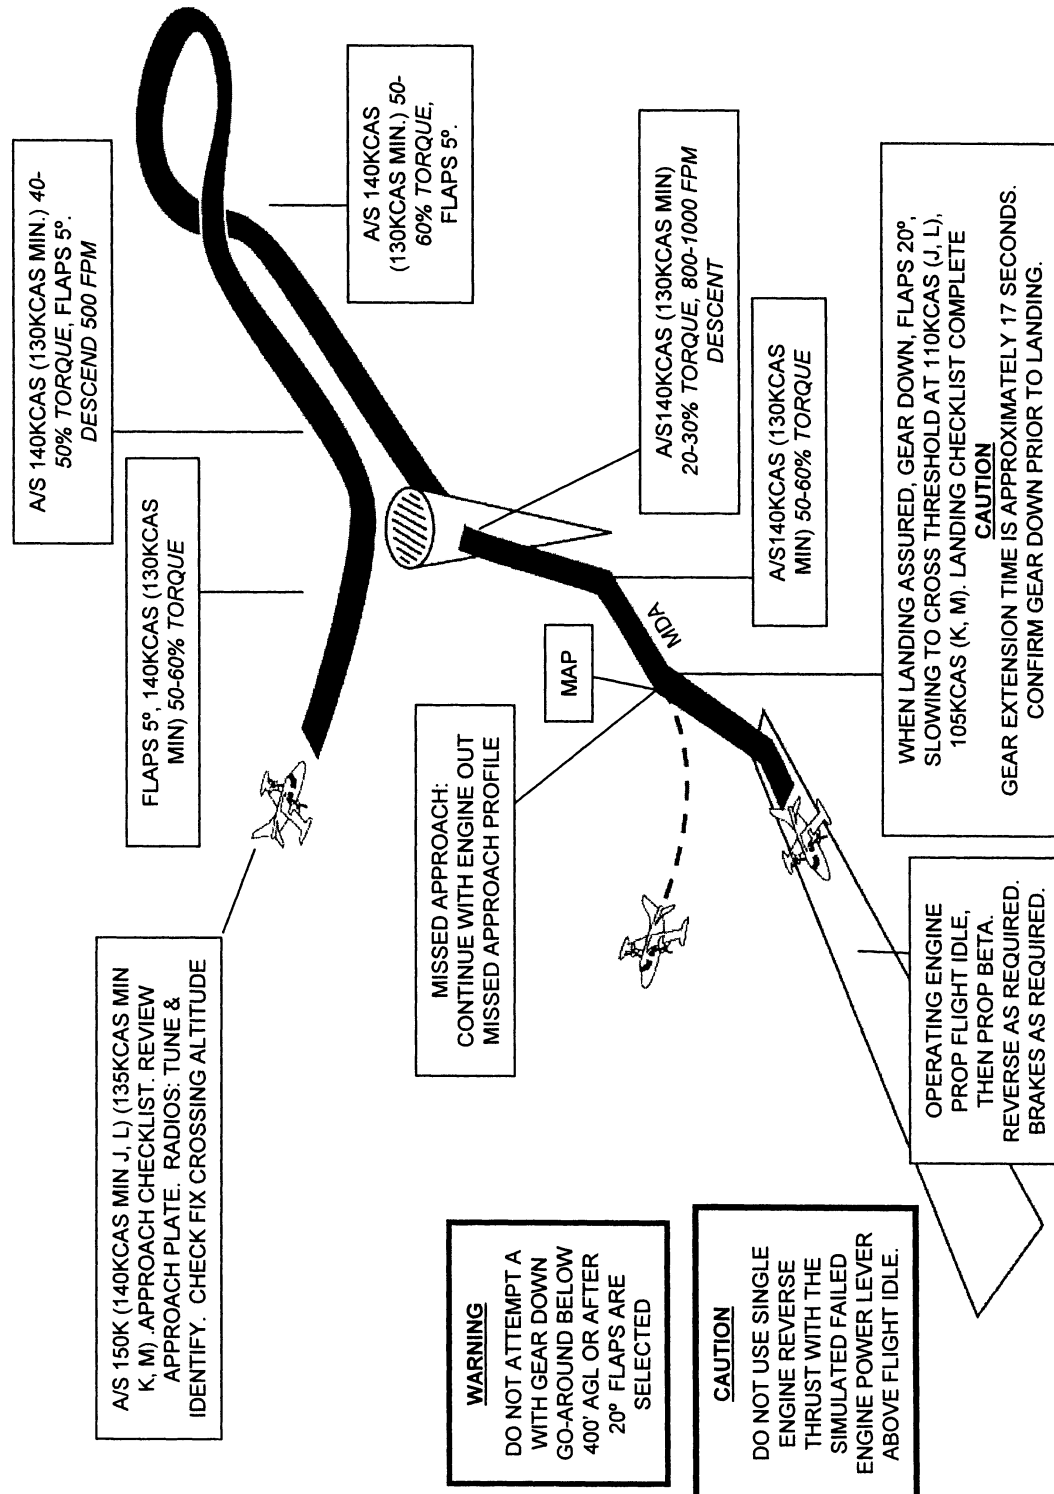 A/S 150K (140KCAS MIN J, L) (135KCAS MIN
K, M) .APPROACH CHECKLIST. REVIEW
APPROACH PLATE.  RADIOS: TUNE &
IDENTIFY.  CHECK FIX CROSSING ALTITUDE
FLAPS 5º, 140KCAS (130KCAS
MIN) 50-60% TORQUE
A/S 140KCAS (130KCAS MIN.) 40-
50% TORQUE, FLAPS 5º.
DESCEND 500 FPM
A/S 140KCAS
(130KCAS MIN.) 50-
60% TORQUE,
FLAPS 5º.
A/S140KCAS (130KCAS MIN)
20-30% TORQUE, 800-1000 FPM
DESCENT
A/S140KCAS (130KCAS
MIN) 50-60% TORQUE
MDA
MAP
MISSED APPROACH:
CONTINUE WITH ENGINE OUT
MISSED APPROACH PROFILE
WHEN LANDING ASSURED, GEAR DOWN, FLAPS 20º,
SLOWING TO CROSS THRESHOLD AT 110KCAS (J, L),
105KCAS (K, M). LANDING CHECKLIST COMPLETE
CAUTION
GEAR EXTENSION TIME IS APPROXIMATELY 17 SECONDS.
CONFIRM GEAR DOWN PRIOR TO LANDING.
OPERATING ENGINE
PROP FLIGHT IDLE,
THEN PROP BETA.
REVERSE AS REQUIRED.
BRAKES AS REQUIRED.
WARNING
DO NOT ATTEMPT A
WITH GEAR DOWN
GO-AROUND BELOW
400' AGL OR AFTER
20º FLAPS ARE
SELECTED
CAUTION
DO NOT USE SINGLE
ENGINE REVERSE
THRUST WITH THE
SIMULATED FAILED
ENGINE POWER LEVER
ABOVE FLIGHT IDLE.